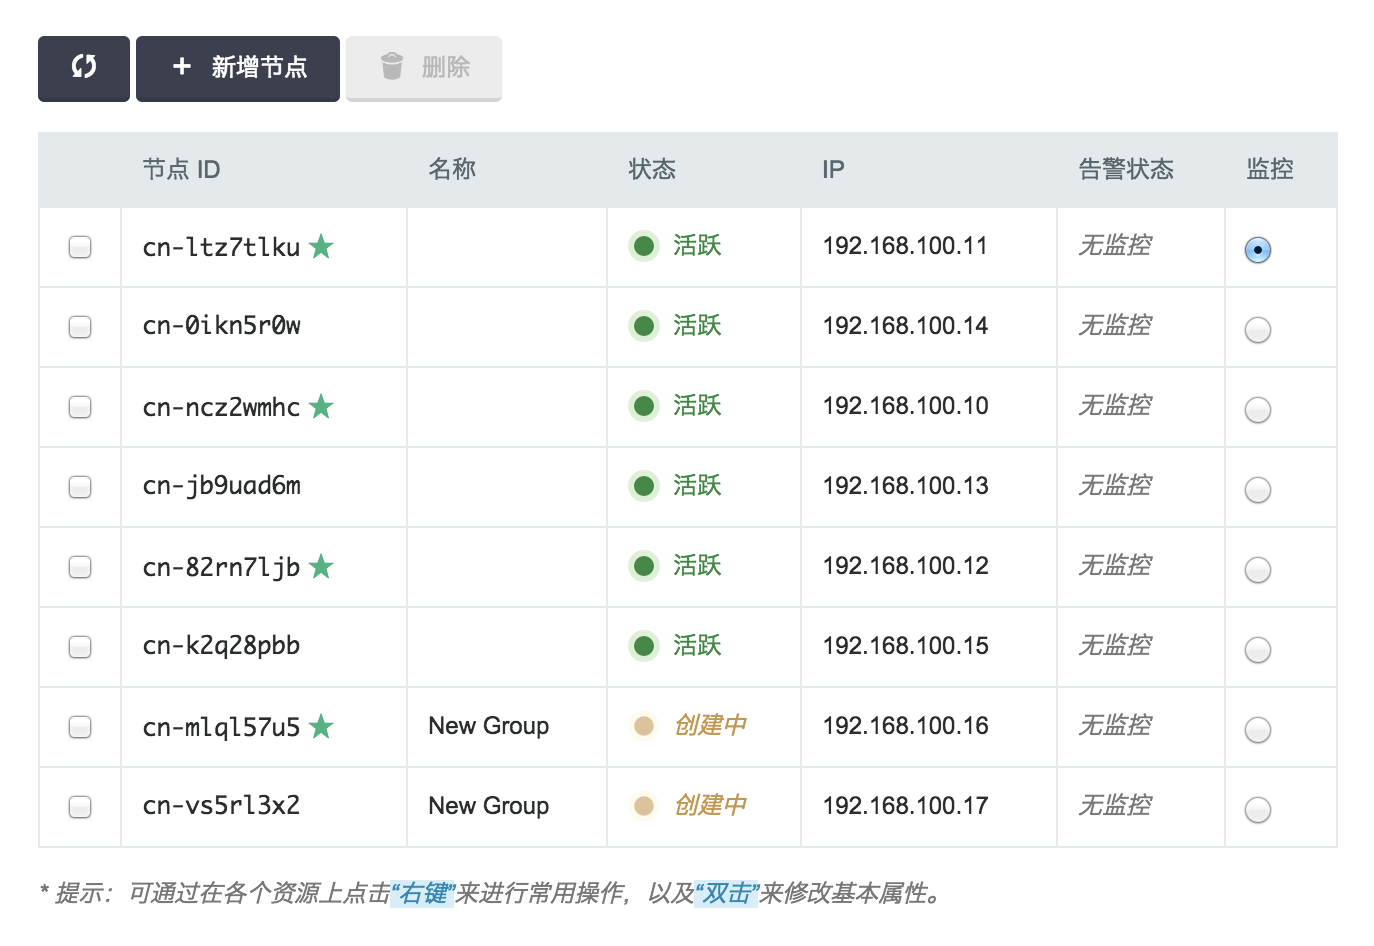 新增节点 删除
节点 ID 名称 状态 IP 告警状态 监控
cn-ltz7tlku 活跃 192.168.100.11 无监控
cn-0ikn5r0w 活跃 192.168.100.14 无监控
cn-ncz2wmhc 活跃 192.168.100.10 无监控
cn-jb9uad6m 活跃 192.168.100.13 无监控
cn-82rn7ljb 活跃 192.168.100.12 无监控
cn-k2q28pbb 活跃 192.168.100.15 无监控
cn-mlql57u5 New Group 创建中 192.168.100.16 无监控
cn-vs5rl3x2 New Group 创建中 192.168.100.17 无监控
* 提示：可通过在各个资源上点击“右键”来进行常用操作，以及“双击”来修改基本属性。